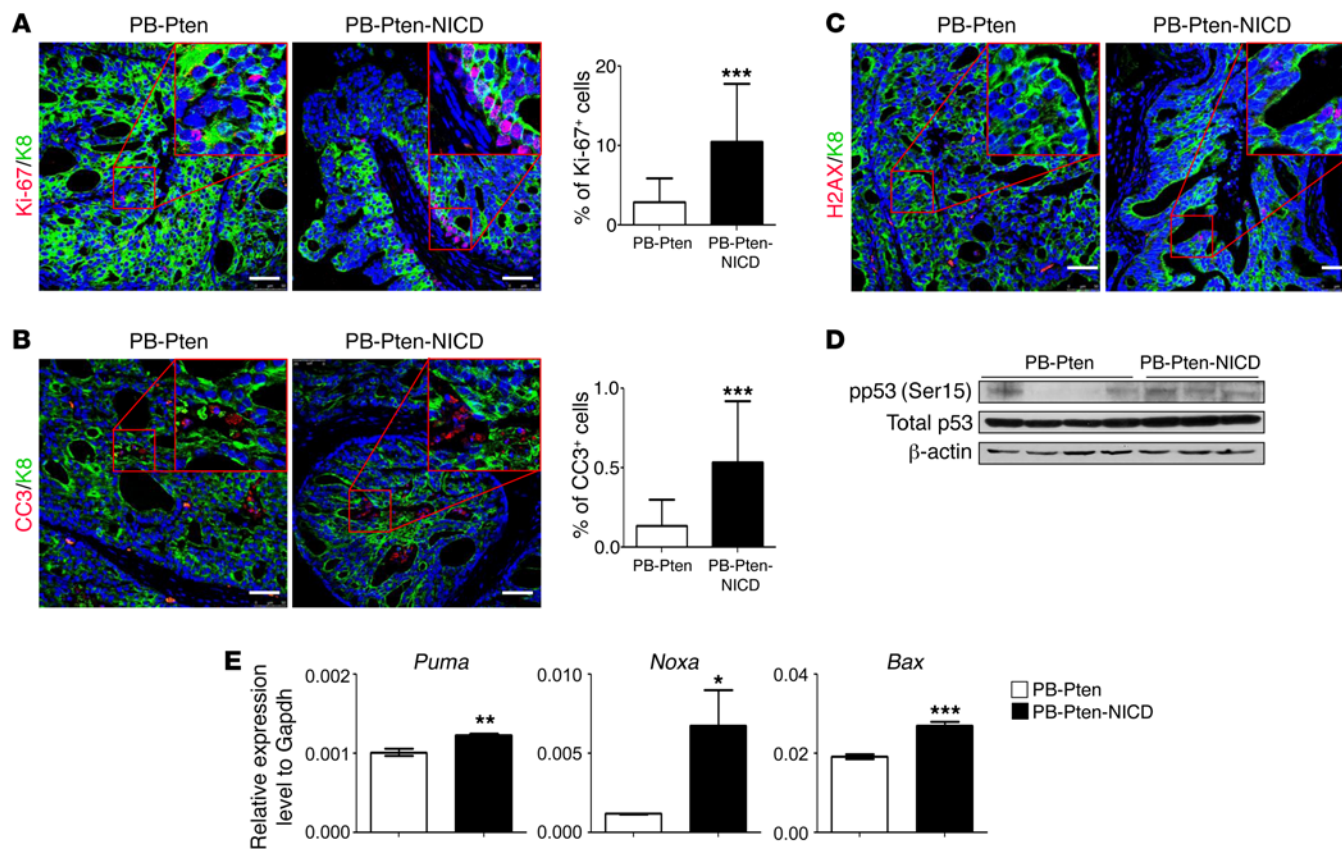 A
PB-Pten
PB-Pten-NICD
Ki-67/K8
% of Ki-67+ cells
20
10
0
***
PB-Pten
PB-Pten-
NICD
B
PB-Pten
PB-Pten-NICD
CC3/K8
% of CC3+ cells
1.0
0.5
0.0
***
PB-Pten
PB-Pten-
NICD
C
PB-Pten
PB-Pten-NICD
H2AX/K8
D
PB-Pten
PB-Pten-NICD
pp53 (Ser15)
Total p53
β-actin
E
Relative expression
level to Gapdh
Puma
0.002
0.001
0.000
**
Noxa
0.010
0.005
0.000
*
Bax
0.04
0.02
0.00
***
PB-Pten
PB-Pten-NICD